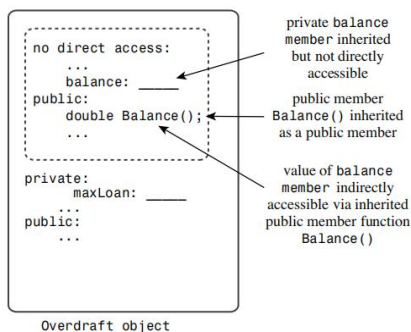 no direct access:
...
balance: _____
public:
double Balance();
...
private:
maxLoan: _____
...
public:
...
Overdraft object
private balance
member inherited
but not directly
accessible
public member
Balance() inherited
as a public member
value of balance
member indirectly
accessible via inherited
public member function
Balance()